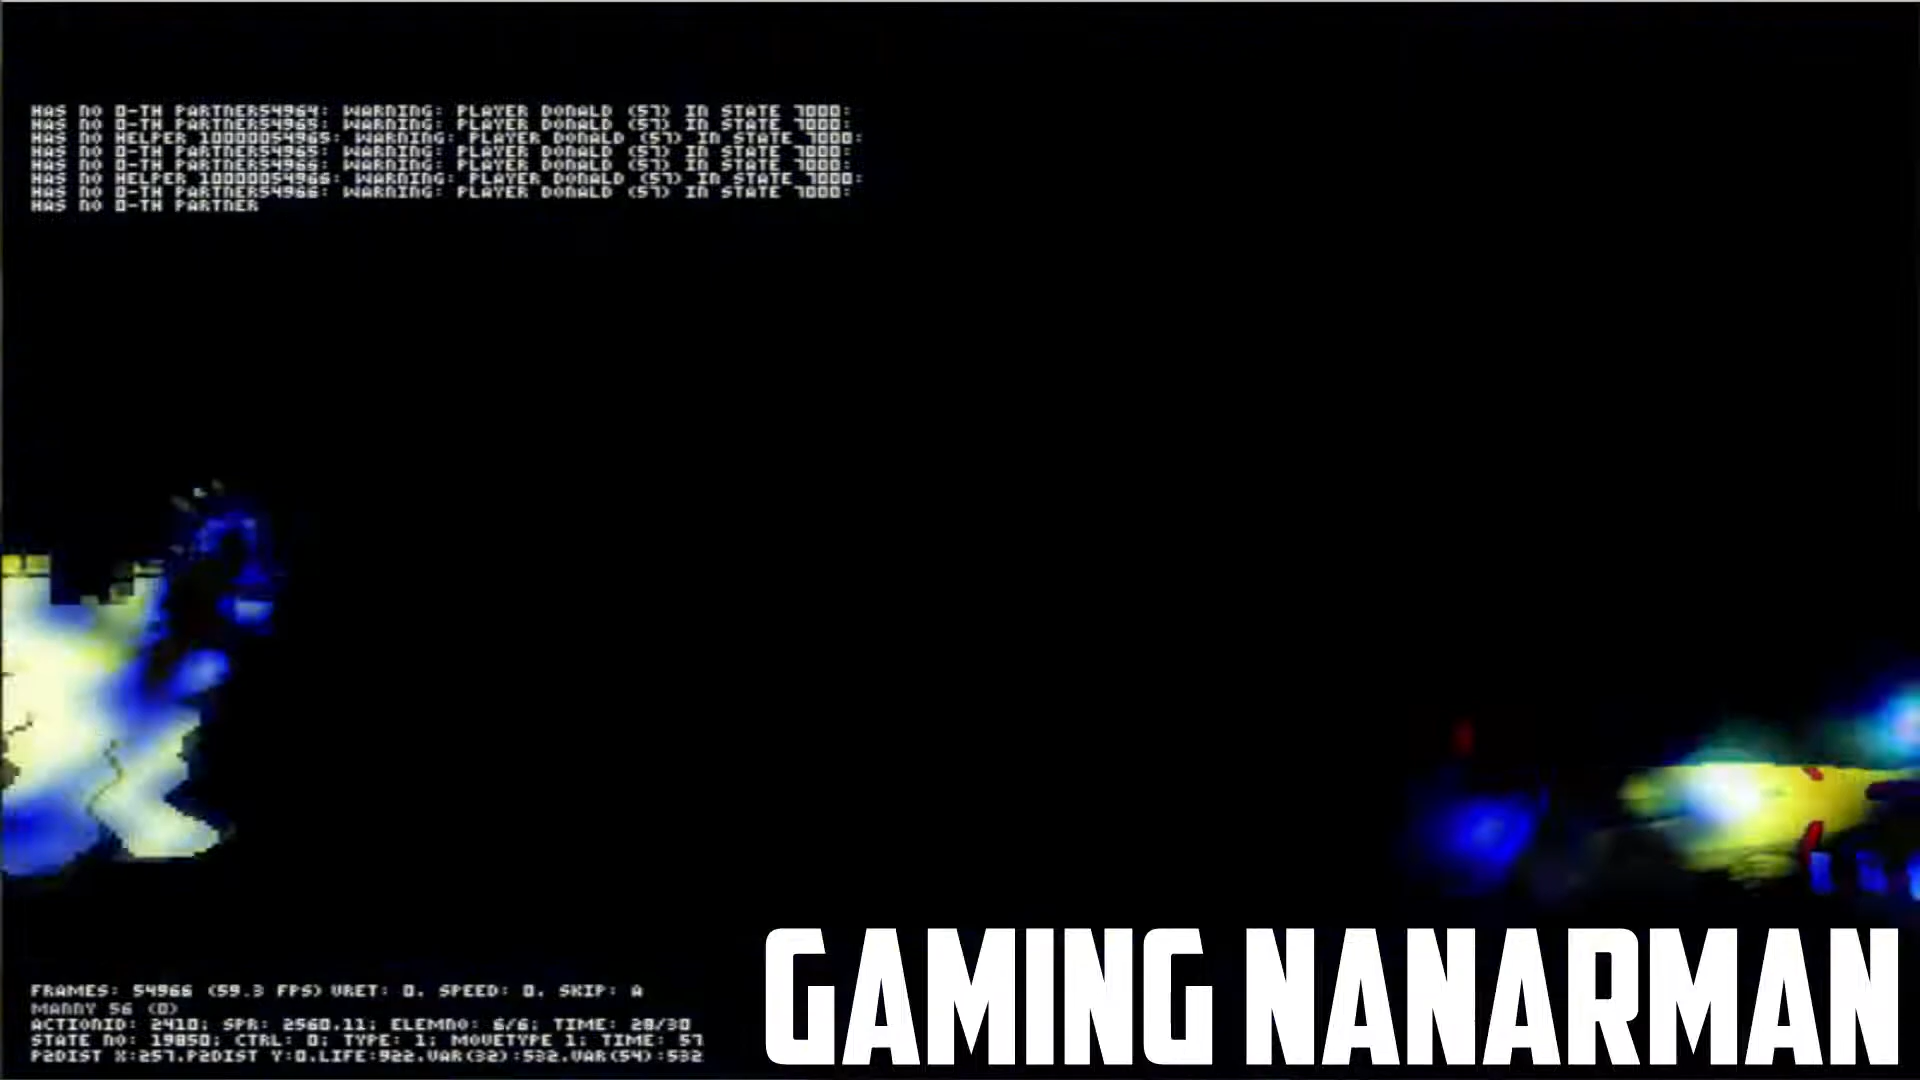 HAS NO 0-TH PARTNER54964: WARNING: PLAYER DONALD (57) IN STATE 7000:
HAS NO 0-TH PARTNER54965: WARNING: PLAYER DONALD (57) IN STATE 7000:
HAS NO HELPER 10000054965: WARNING: PLAYER DONALD (57) IN STATE 7000:
HAS NO 0-TH PARTNER54965: WARNING: PLAYER DONALD (57) IN STATE 7000:
HAS NO 0-TH PARTNER54966: WARNING: PLAYER DONALD (57) IN STATE 7000:
HAS NO HELPER 10000054966: WARNING: PLAYER DONALD (57) IN STATE 7000:
HAS NO 0-TH PARTNER54966: WARNING: PLAYER DONALD (57) IN STATE 7000:
HAS NO 0-TH PARTNER
FRAMES: 54966 (59.3 FPS) VRET: 0. SPEED: 0. SKIP: A
MANNY 56 (0)
ACTIONID: 2410; SPR: 2560,11; ELEMNO: 6/6; TIME: 28/30
STATE NO: 19850; CTRL: 0; TYPE: 1; MOVETYPE 1; TIME: 57
P2DIST X:257,P2DIST Y:0,LIFE:922,VAR(32):532,VAR(54):532
GAMING NANARMAN